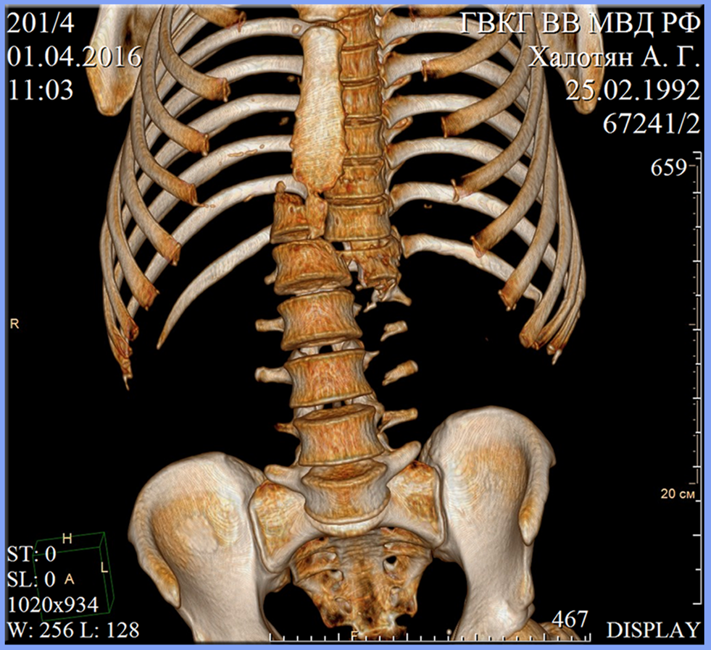 201/4
01.04.2016
11:03
ГВКГ ВВ МВД РФ
Халотян А. Г.
25.02.1992
67241/2
659
R
20 см
H
L
A
ST: 0
SL: 0
1020x934
W: 256 L: 128
F
467
DISPLAY